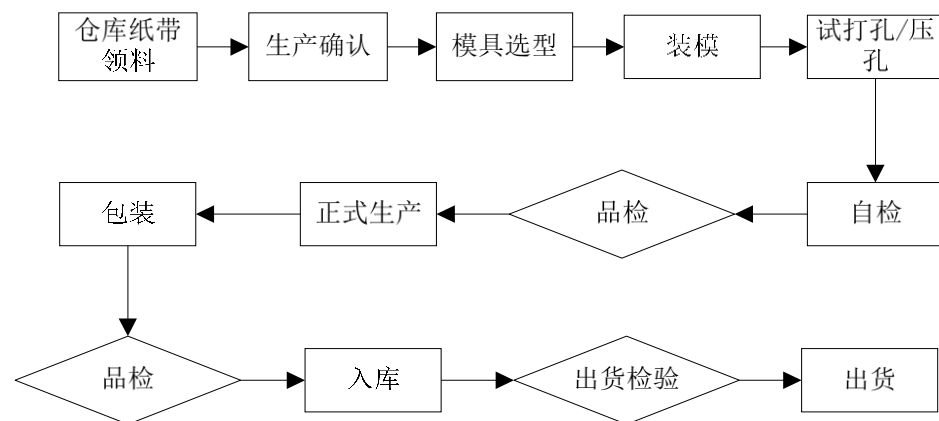 仓库纸带
领料
生产确认
模具选型
装模
试打孔/压
孔
自检
品检
正式生产
包装
品检
入库
出货检验
出货